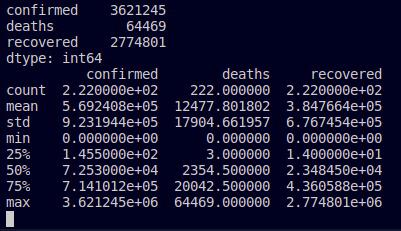 confirmed    3621245
deaths         64469
recovered    2774801
dtype: int64
          confirmed        deaths     recovered
count  2.220000e+02    222.000000  2.220000e+02
mean   5.692408e+05  12477.801802  3.847664e+05
std    9.231944e+05  17904.661957  6.767454e+05
min    0.000000e+00      0.000000  0.000000e+00
25%    1.455000e+02      3.000000  1.400000e+01
50%    7.253000e+04   2354.500000  2.348450e+04
75%    7.141012e+05  20042.500000  4.360588e+05
max    3.621245e+06  64469.000000  2.774801e+06